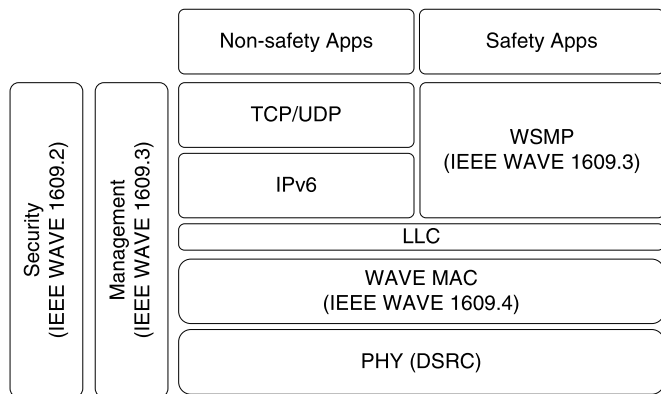 Non-safety Apps
Safety Apps
Security
(IEEE WAVE 1609.2)
Management
(IEEE WAVE 1609.3)
TCP/UDP
WSMP
(IEEE WAVE 1609.3)
IPv6
LLC
WAVE MAC
(IEEE WAVE 1609.4)
PHY (DSRC)